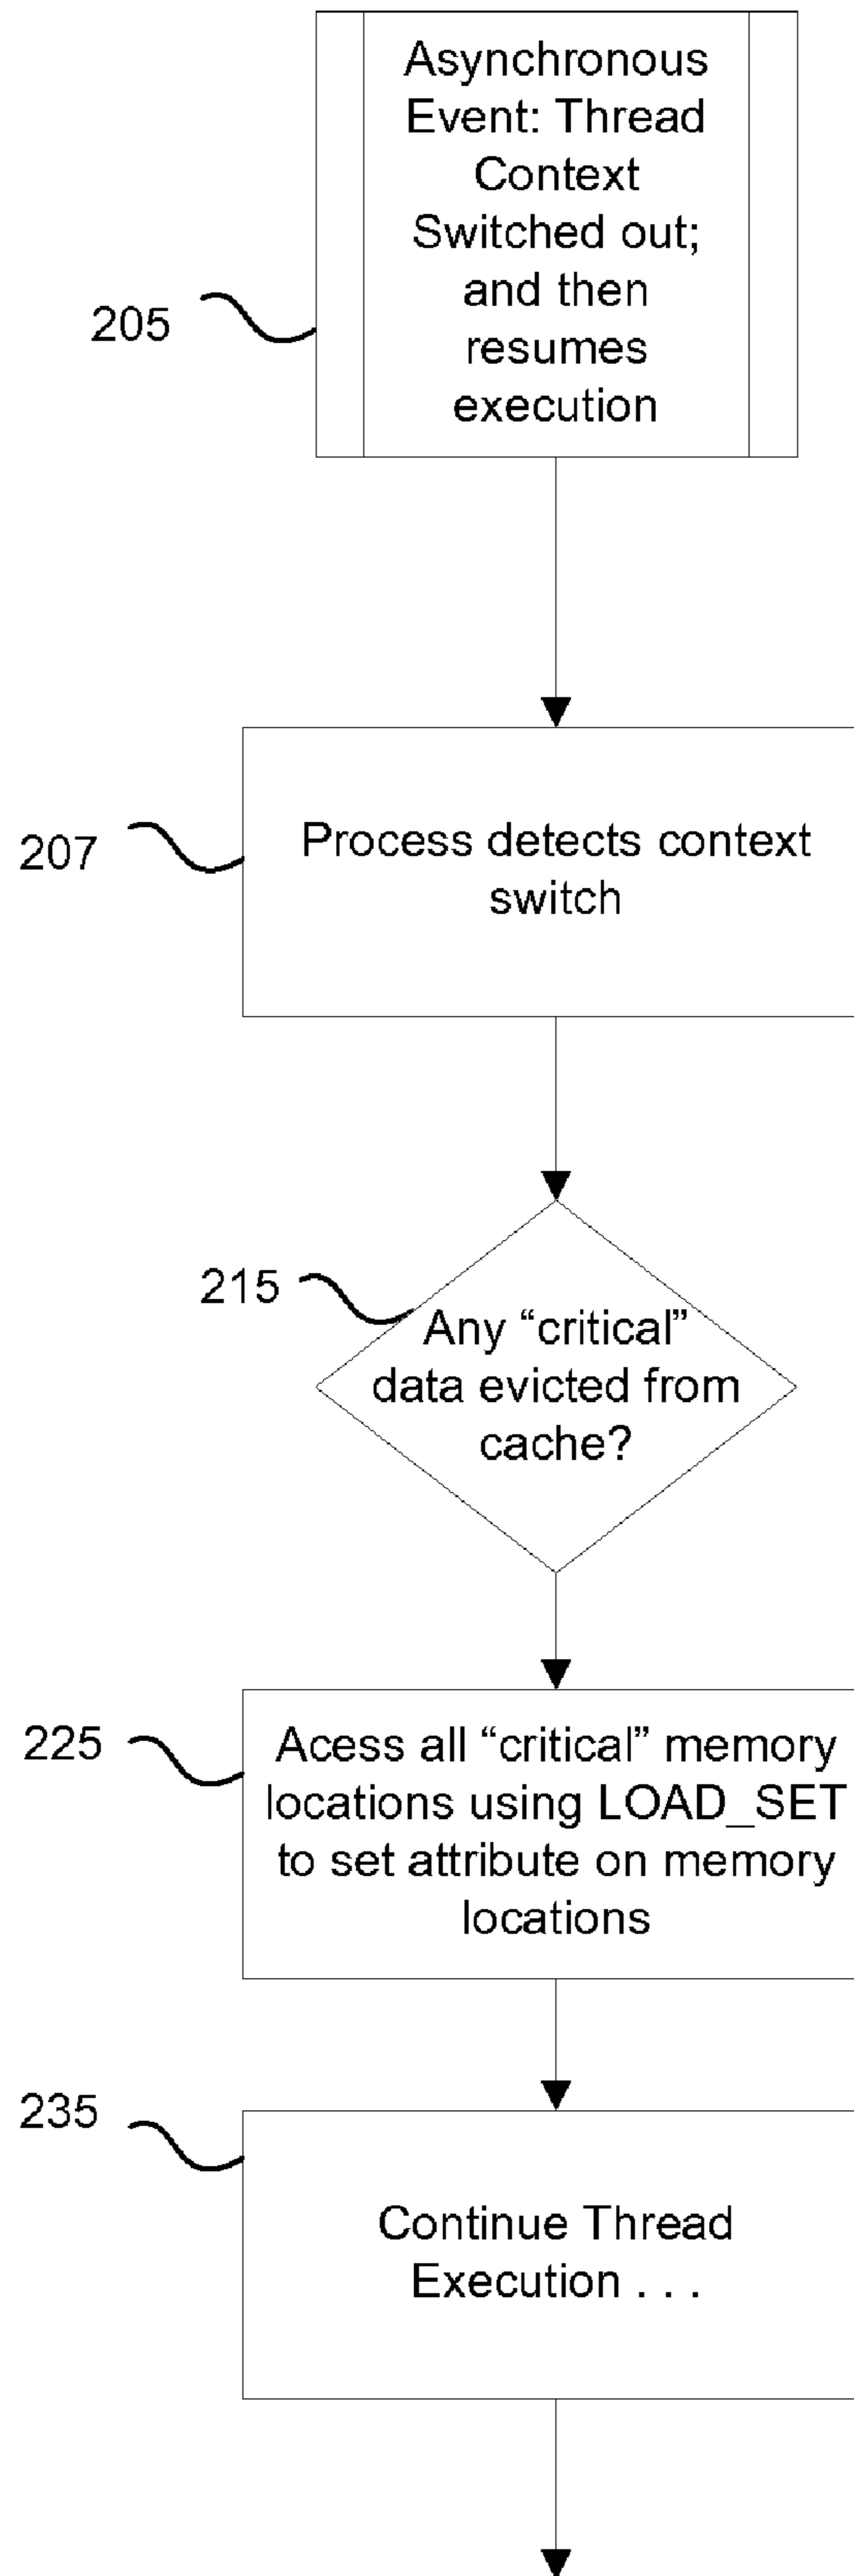 Asynchronous
Event: Thread
Context
Switched out;
and then
resumes
execution
205
Process detects context
switch
207
215
Any “critical”
data evicted from
cache?
225
Acess all “critical” memory
locations using LOAD_SET
to set attribute on memory
locations
235
Continue Thread
Execution . . .